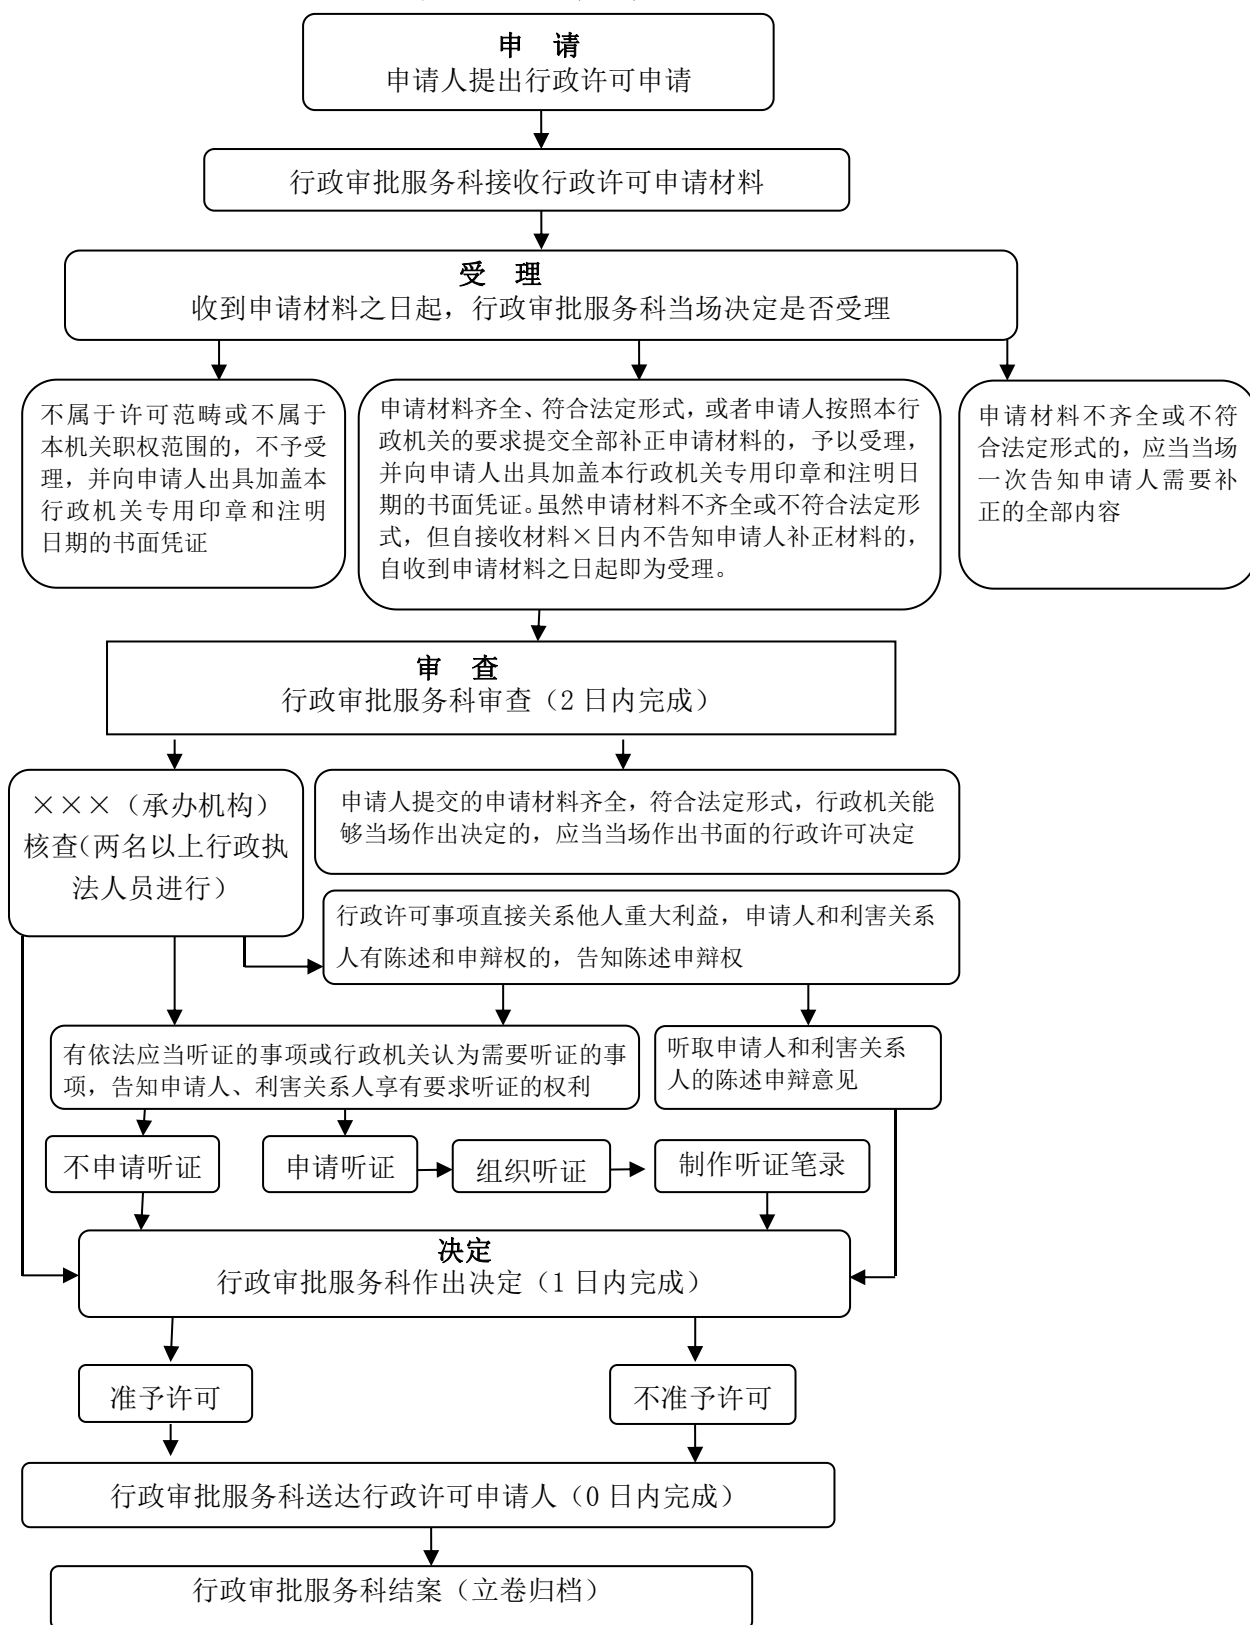 申　请
申请人提出行政许可申请
行政审批服务科接收行政许可申请材料
受　理
收到申请材料之日起，行政审批服务科当场决定是否受理
不属于许可范畴或不属于
本机关职权范围的，不予受
理，并向申请人出具加盖本
行政机关专用印章和注明
日期的书面凭证
申请材料齐全、符合法定形式，或者申请人按照本行
政机关的要求提交全部补正申请材料的，予以受理，
并向申请人出具加盖本行政机关专用印章和注明日
期的书面凭证。虽然申请材料不齐全或不符合法定形
式，但自接收材料×日内不告知申请人补正材料的，
自收到申请材料之日起即为受理。
申请材料不齐全或不符
合法定形式的，应当当场
一次告知申请人需要补
正的全部内容
审　查
行政审批服务科审查（2 日内完成）
×××（承办机构）
核查（两名以上行政执
法人员进行）
申请人提交的申请材料齐全，符合法定形式，行政机关能
够当场作出决定的，应当当场作出书面的行政许可决定
行政许可事项直接关系他人重大利益，申请人和利害关系
人有陈述和申辩权的，告知陈述申辩权
有依法应当听证的事项或行政机关认为需要听证的事
项，告知申请人、利害关系人享有要求听证的权利
听取申请人和利害关系
人的陈述申辩意见
不申请听证
申请听证
组织听证
制作听证笔录
决定
行政审批服务科作出决定（1 日内完成）
准予许可
不准予许可
行政审批服务科送达行政许可申请人（0 日内完成）
行政审批服务科结案（立卷归档）